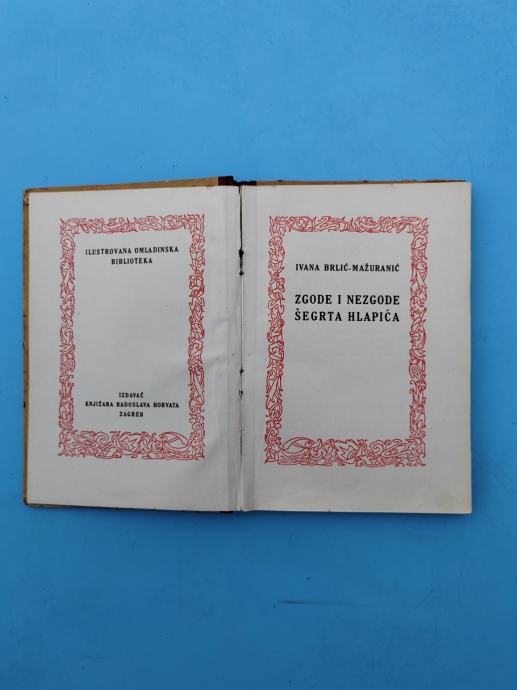 ILUSTROVANA OMLADINSKA
BIBLIOTEKA
IZDAVAČ
KNJIŽARA RADOSLAVA HORVATA
ZAGREB
IVANA BRLIĆ-MAŽURANIĆ
ZGODE I NEZGODE
ŠEGRTA HLAPIĆA